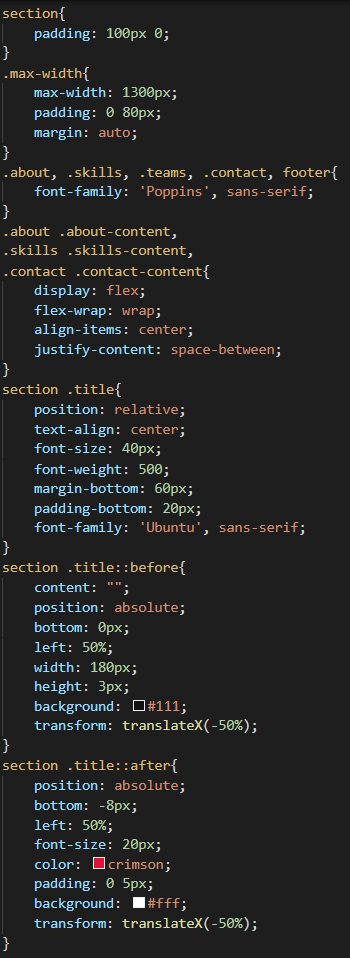 section{
    padding: 100px 0;
}
.max-width{
    max-width: 1300px;
    padding: 0 80px;
    margin: auto;
}
.about, .skills, .teams, .contact, footer{
    font-family: 'Poppins', sans-serif;
}
.about .about-content,
.skills .skills-content,
.contact .contact-content{
    display: flex;
    flex-wrap: wrap;
    align-items: center;
    justify-content: space-between;
}
section .title{
    position: relative;
    text-align: center;
    font-size: 40px;
    font-weight: 500;
    margin-bottom: 60px;
    padding-bottom: 20px;
    font-family: 'Ubuntu', sans-serif;
}
section .title::before{
    content: "";
    position: absolute;
    bottom: 0px;
    left: 50%;
    width: 180px;
    height: 3px;
    background: #111;
    transform: translateX(-50%);
}
section .title::after{
    position: absolute;
    bottom: -8px;
    left: 50%;
    font-size: 20px;
    color: crimson;
    padding: 0 5px;
    background: #fff;
    transform: translateX(-50%);
}